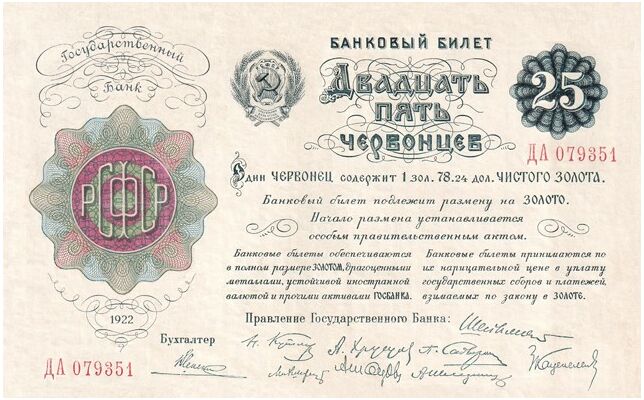 Государственный
Банк
РСФСР
1922
ДА 079351
БАНКОВЫЙ БИЛЕТ
ДВАДЦАТЬ
ПЯТЬ
ЧЕРВОНЦЕВ
25
ДА 079351
Один ЧЕРВОНЕЦ СОДЕРЖИТ 1 ЗОЛ. 78.24 ДОЛ. ЧИСТОГО ЗОЛОТА.
Банковый билет подлежит размену на ЗОЛОТО.
Начало размена устанавливается
особым правительственным актом.
Банковые билеты обеспечиваются
в полном размере ЗОЛОТОМ, драгоценными
металлами, устойчивой иностранной
валютой и прочими активами ГОСБАНКА.
Банковые билеты принимаются по
их нарицательной цене в уплату
государственных сборов и платежей,
взимаемых по закону в ЗОЛОТЕ.
Правление Государственного Банка:
Бухгалтер